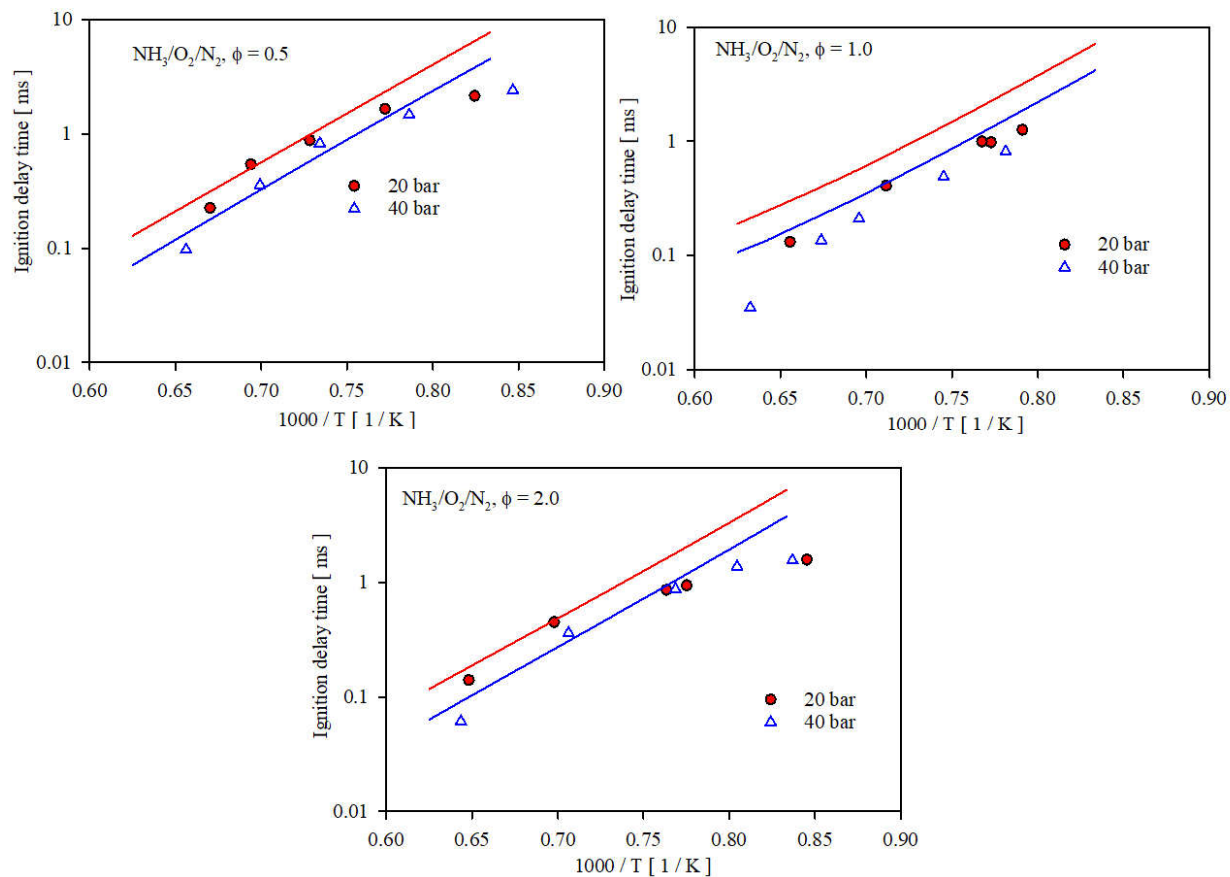 NH₃/O₂/N₂, ϕ = 0.5
Ignition delay time [ ms]
10
1
0.1
0.01
20 bar
40 bar
0.60 0.65 0.70 0.75 0.80 0.85 0.90
1000 / T [ 1 / K ]
NH₃/O₂/N₂, ϕ = 1.0
Ignition delay time [ ms]
10
1
0.1
0.01
20 bar
40 bar
0.60 0.65 0.70 0.75 0.80 0.85 0.90
1000 / T [ 1 / K ]
NH₃/O₂/N₂, ϕ = 2.0
Ignition delay time [ ms]
10
1
0.1
0.01
20 bar
40 bar
0.60 0.65 0.70 0.75 0.80 0.85 0.90
1000 / T [ 1 / K ]